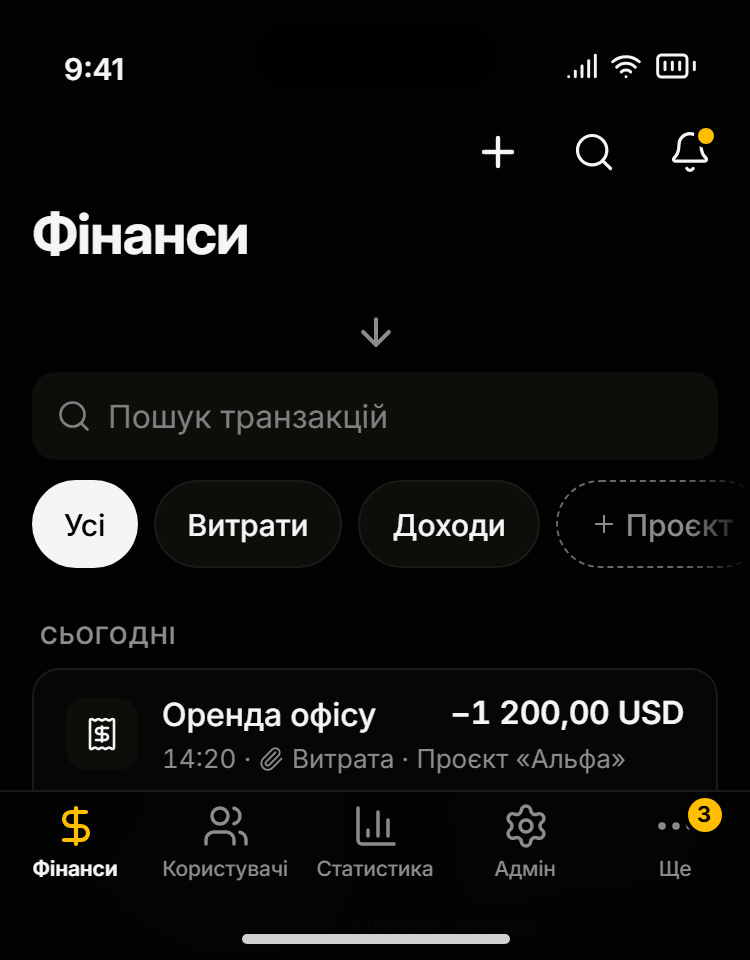 9:41
Фінанси
Пошук транзакцій
Усі Витрати Доходи + Проєкт
СЬОГОДНІ
Оренда офісу −1 200,00 USD
14:20 · Витрата · Проєкт «Альфа»
3
Фінанси Користувачі Статистика Адмін Ще